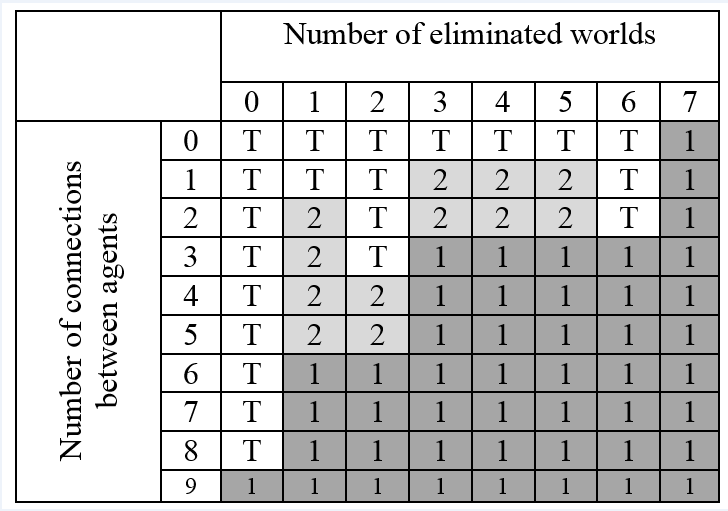 Number of eliminated worlds
0 1 2 3 4 5 6 7
Number of connections
between agents
0 T T T T T T T 1
1 T T T 2 2 2 T 1
2 T 2 T 2 2 2 T 1
3 T 2 T 1 1 1 1 1
4 T 2 2 1 1 1 1 1
5 T 2 2 1 1 1 1 1
6 T 1 1 1 1 1 1 1
7 T 1 1 1 1 1 1 1
8 T 1 1 1 1 1 1 1
9 1 1 1 1 1 1 1 1